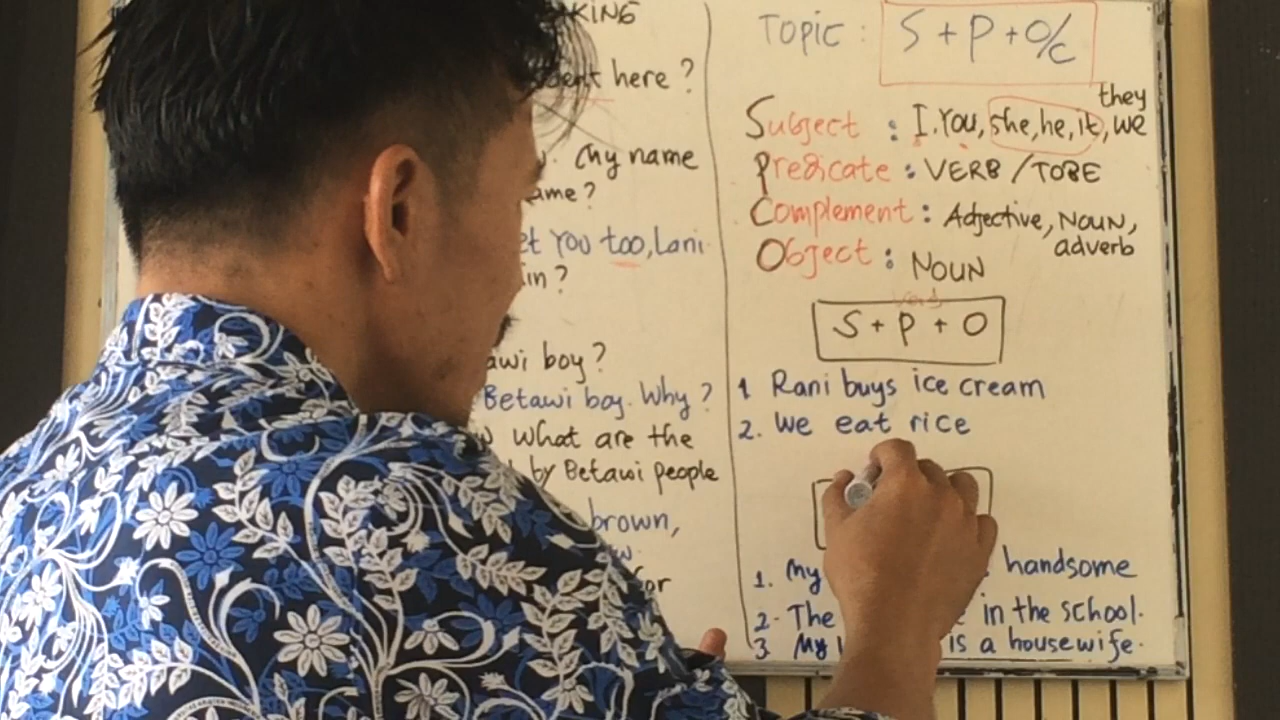 KING
here ?
My name
ame ?
et You too, Lani
in ?
awi boy ?
Betawi boy. Why ?
what are the
by Betawi people
brown,
or
TOPIC : S + P + O/C
they
Subject : I. You, she, he, it, we
Predicate : VERB / TOBE
Complement : Adjective, NOUN,
adverb
Object : NOUN
S + P + O
1 Rani buys ice cream
2. We eat rice
1. My handsome
2. The in the school.
3 My is a housewife.